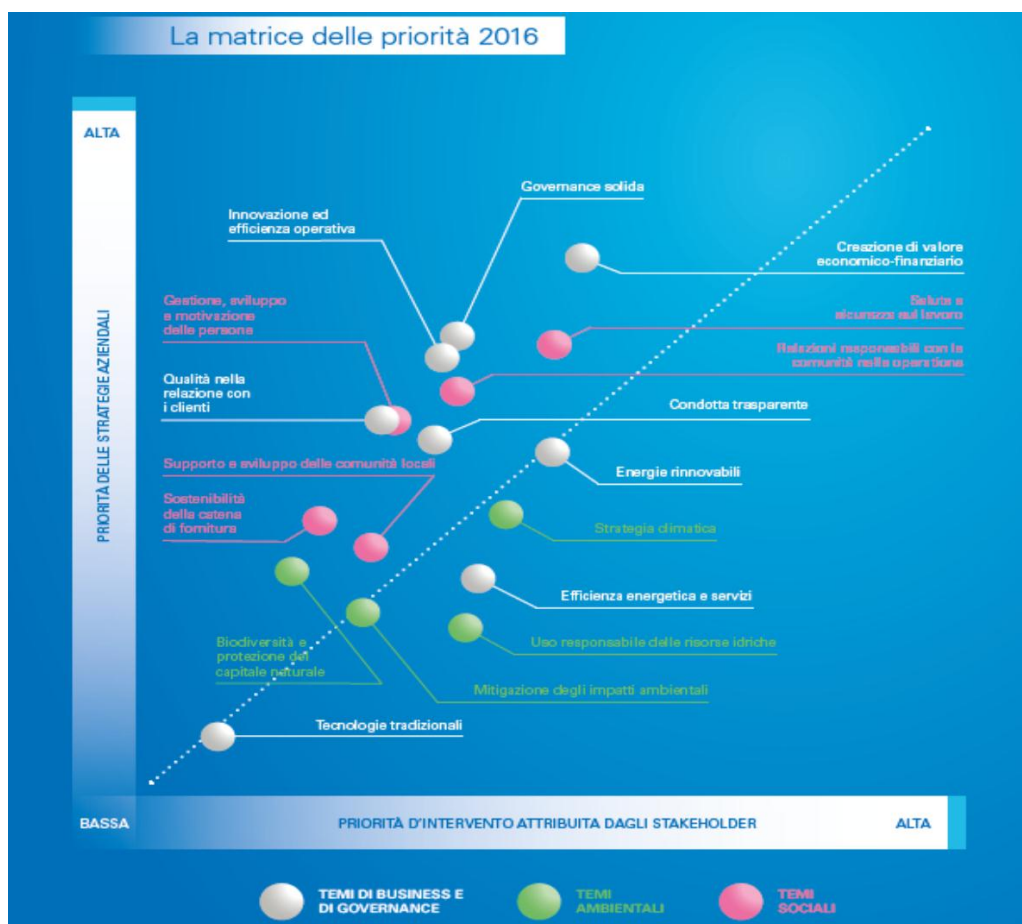 La matrice delle priorità 2016
ALTA
PRIORITÀ DELLE STRATEGIE AZIENDALI
Governance solida
Innovazione ed
efficienza operativa
Creazione di valore
economico-finanziario
Gestione, sviluppo
e motivazione
delle persone
Salute e
sicurezza sul lavoro
Relazioni responsabili con le
comunità nelle operations
Qualità nella
relazione con
i clienti
Condotta trasparente
Supporto e sviluppo delle comunità locali
Energie rinnovabili
Sostenibilità
della catena
di fornitura
Strategia climatica
Efficienza energetica e servizi
Biodiversità e
protezione del
capitale naturale
Uso responsabile delle risorse idriche
Mitigazione degli impatti ambientali
Tecnologie tradizionali
BASSA
PRIORITÀ D'INTERVENTO ATTRIBUITA DAGLI STAKEHOLDER
ALTA
TEMI DI BUSINESS E
DI GOVERNANCE
TEMI
AMBIENTALI
TEMI
SOCIALI